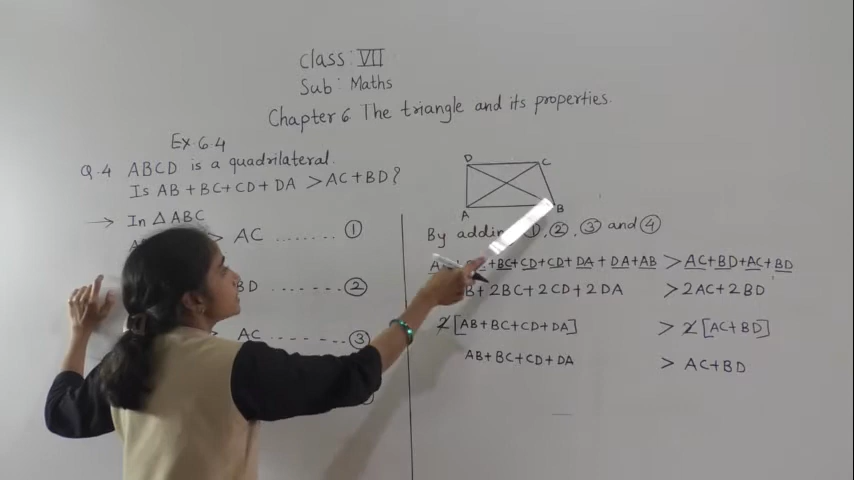 Class: VII
Sub: Maths
Chapter 6 The triangle and its properties.
Ex. 6.4
Q.4 ABCD is a quadrilateral.
Is AB + BC + CD + DA > AC + BD?
→ In △ ABC
> AC ........ ①
BD ②
AC ........ ③
D C
A B
By ①, ②, ③ and ④
+ BC + CD + CD + DA + DA + AB > AC + BD + AC + BD
+ 2BC + 2CD + 2DA > 2AC + 2BD
2 [AB + BC + CD + DA] > 2 [AC + BD]
AB + BC + CD + DA > AC + BD